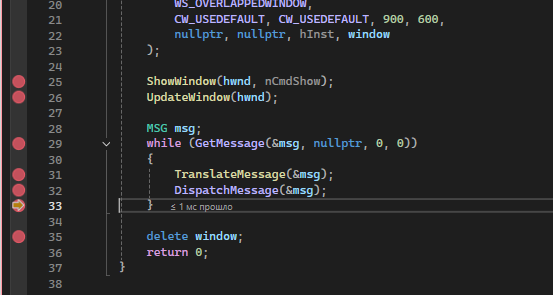 20 WS_OVERLAPPEDWINDOW,
21 CW_USEDEFAULT, CW_USEDEFAULT, 900, 600,
22 nullptr, nullptr, hInst, window
23 );
24
25 ShowWindow(hwnd, nCmdShow);
26 UpdateWindow(hwnd);
27
28 MSG msg;
29 while (GetMessage(&msg, nullptr, 0, 0))
30 {
31 TranslateMessage(&msg);
32 DispatchMessage(&msg);
33 } ≤ 1 мс прошло
34
35 delete window;
36 return 0;
37 }
38